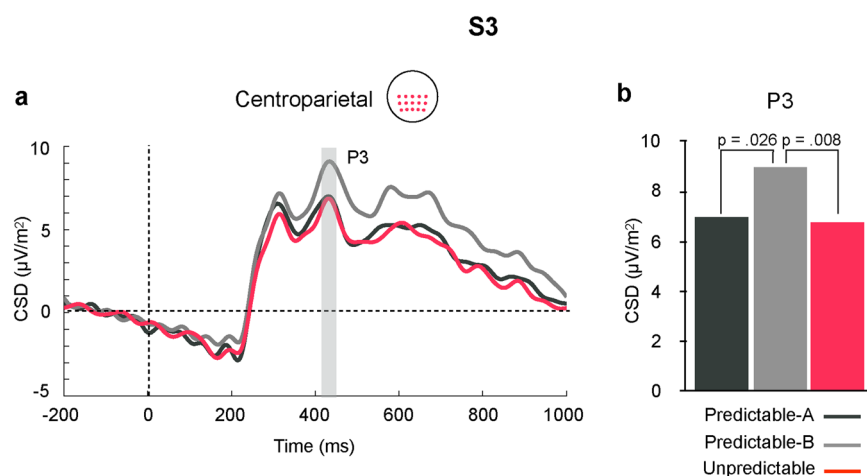 S3
a
Centroparietal
CSD (µV/m²)
10
5
0
-5
P3
-200
0
200
400
600
800
1000
Time (ms)
b
P3
CSD (µV/m²)
10
8
6
4
2
0
p = .026
p = .008
Predictable-A
Predictable-B
Unpredictable